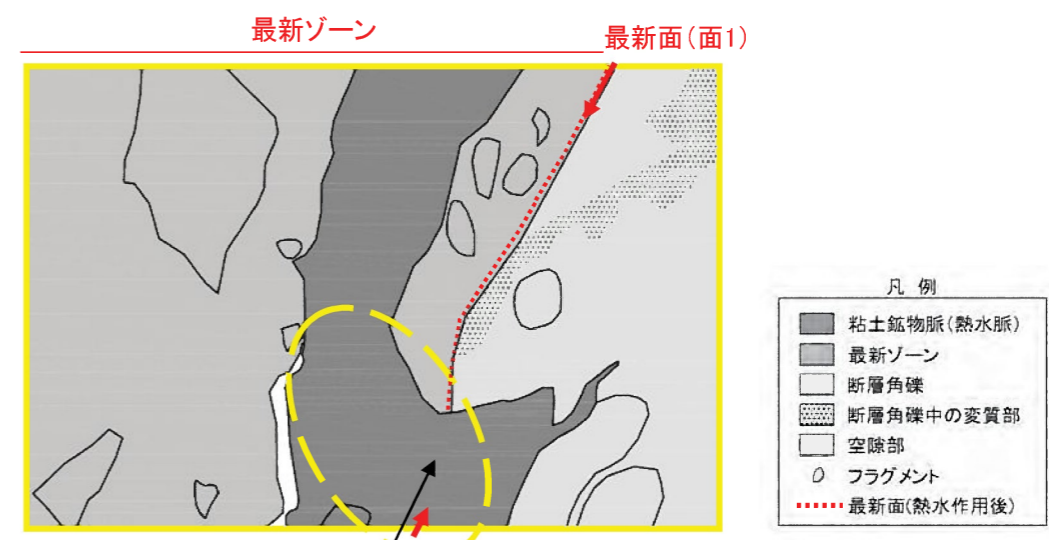 最新ゾーン
最新面(面1)
凡 例
粘土鉱物脈(熱水脈)
最新ゾーン
断層角礫
断層角礫中の変質部
空隙部
フラグメント
最新面(熱水作用後)